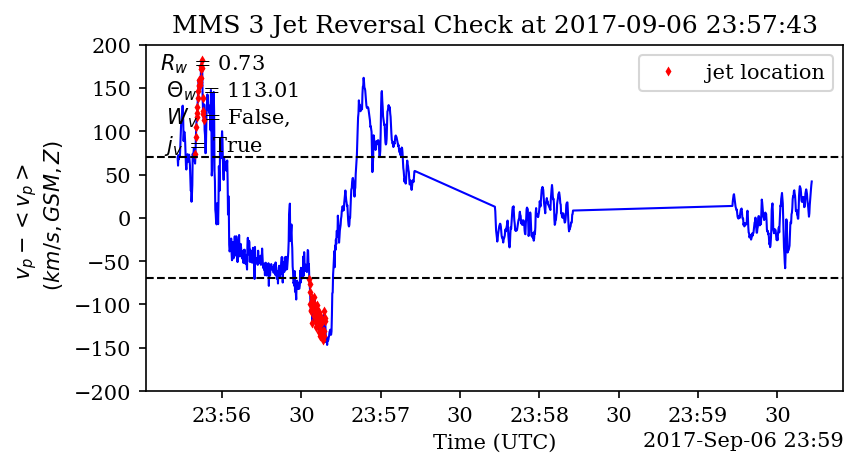 MMS 3 Jet Reversal Check at 2017-09-06 23:57:43
R_w = 0.73
Θ_w = 113.01
W_v = False,
j_v = True
jet location
v_p − < v_p >
(km/s, GSM, Z)
200
150
100
50
0
−50
−100
−150
−200
23:56 30 23:57 30 23:58 30 23:59 30
Time (UTC)
2017-Sep-06 23:59